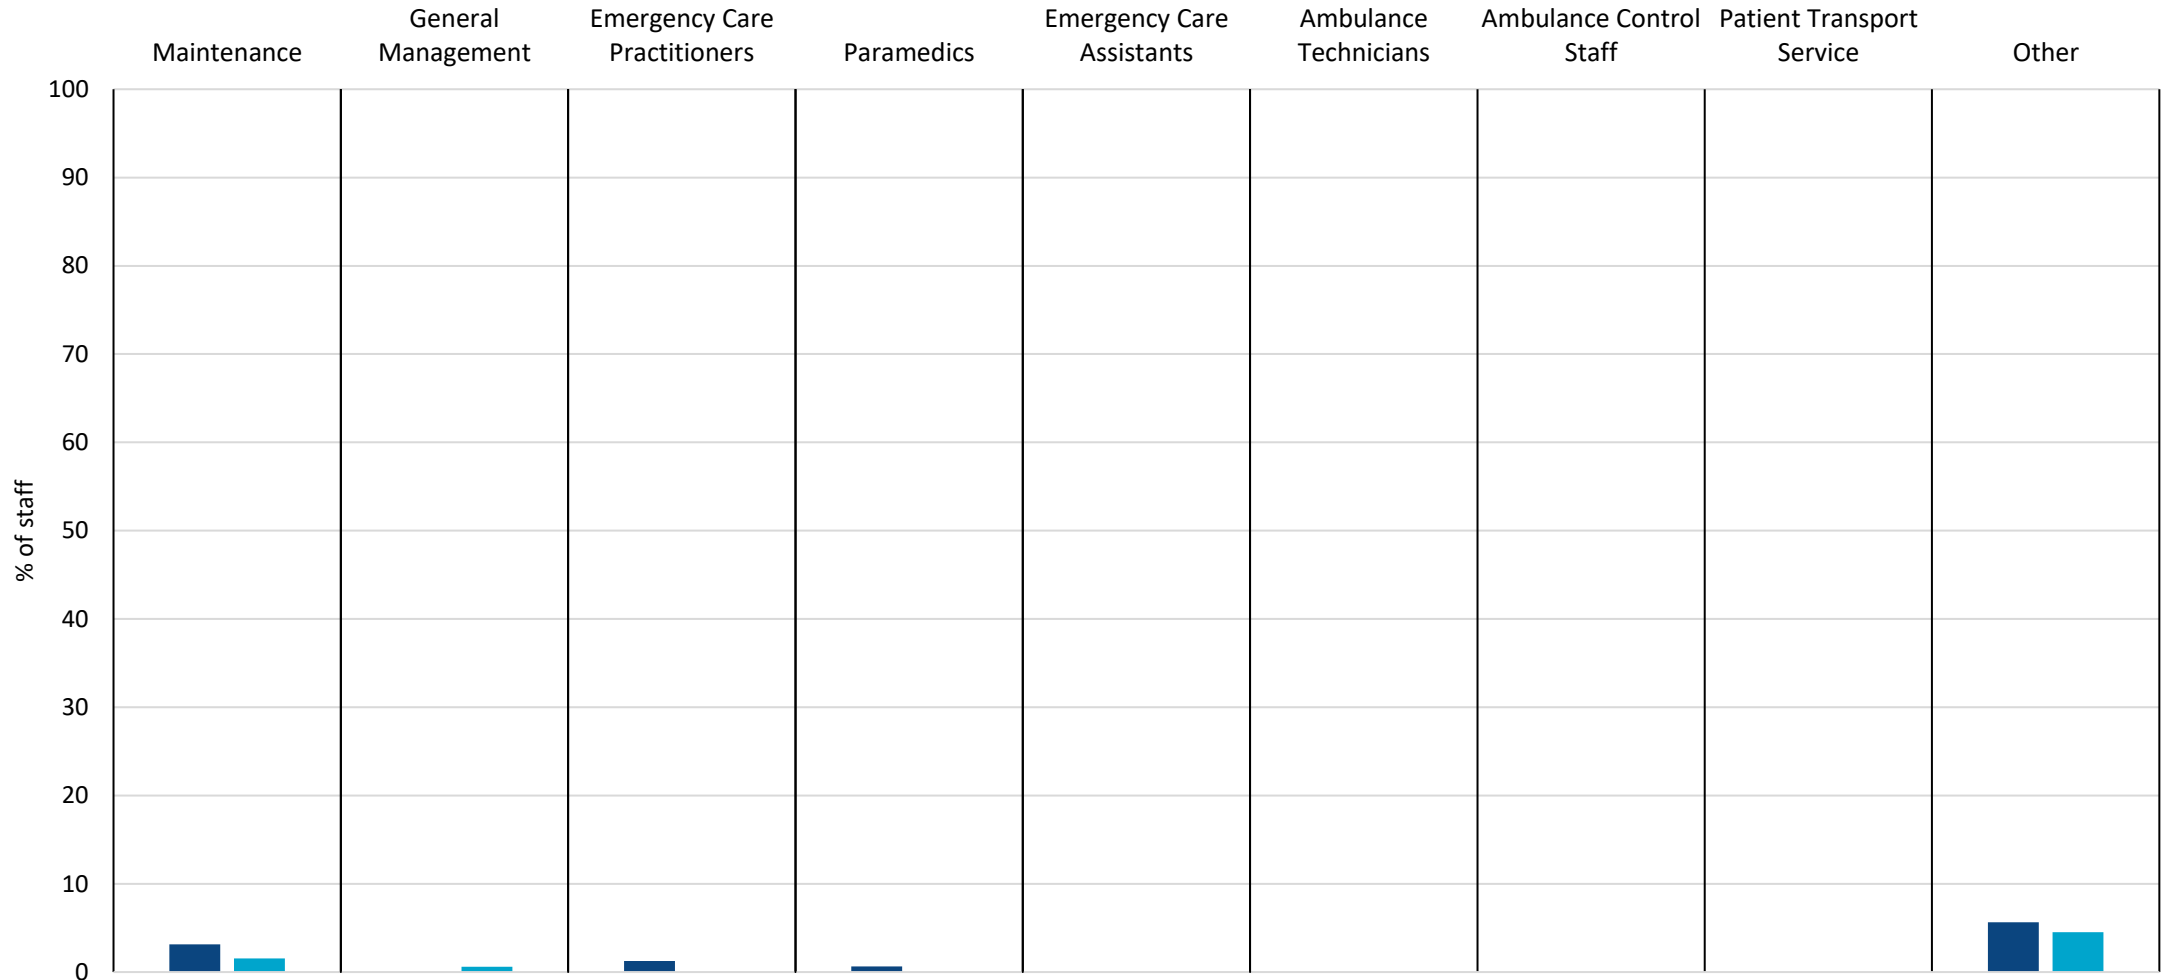 Maintenance
General
Management
Emergency Care
Practitioners
Paramedics
Emergency Care
Assistants
Ambulance
Technicians
Ambulance Control
Staff
Patient Transport
Service
Other
100
90
80
70
60
50
40
30
20
10
0
% of staff